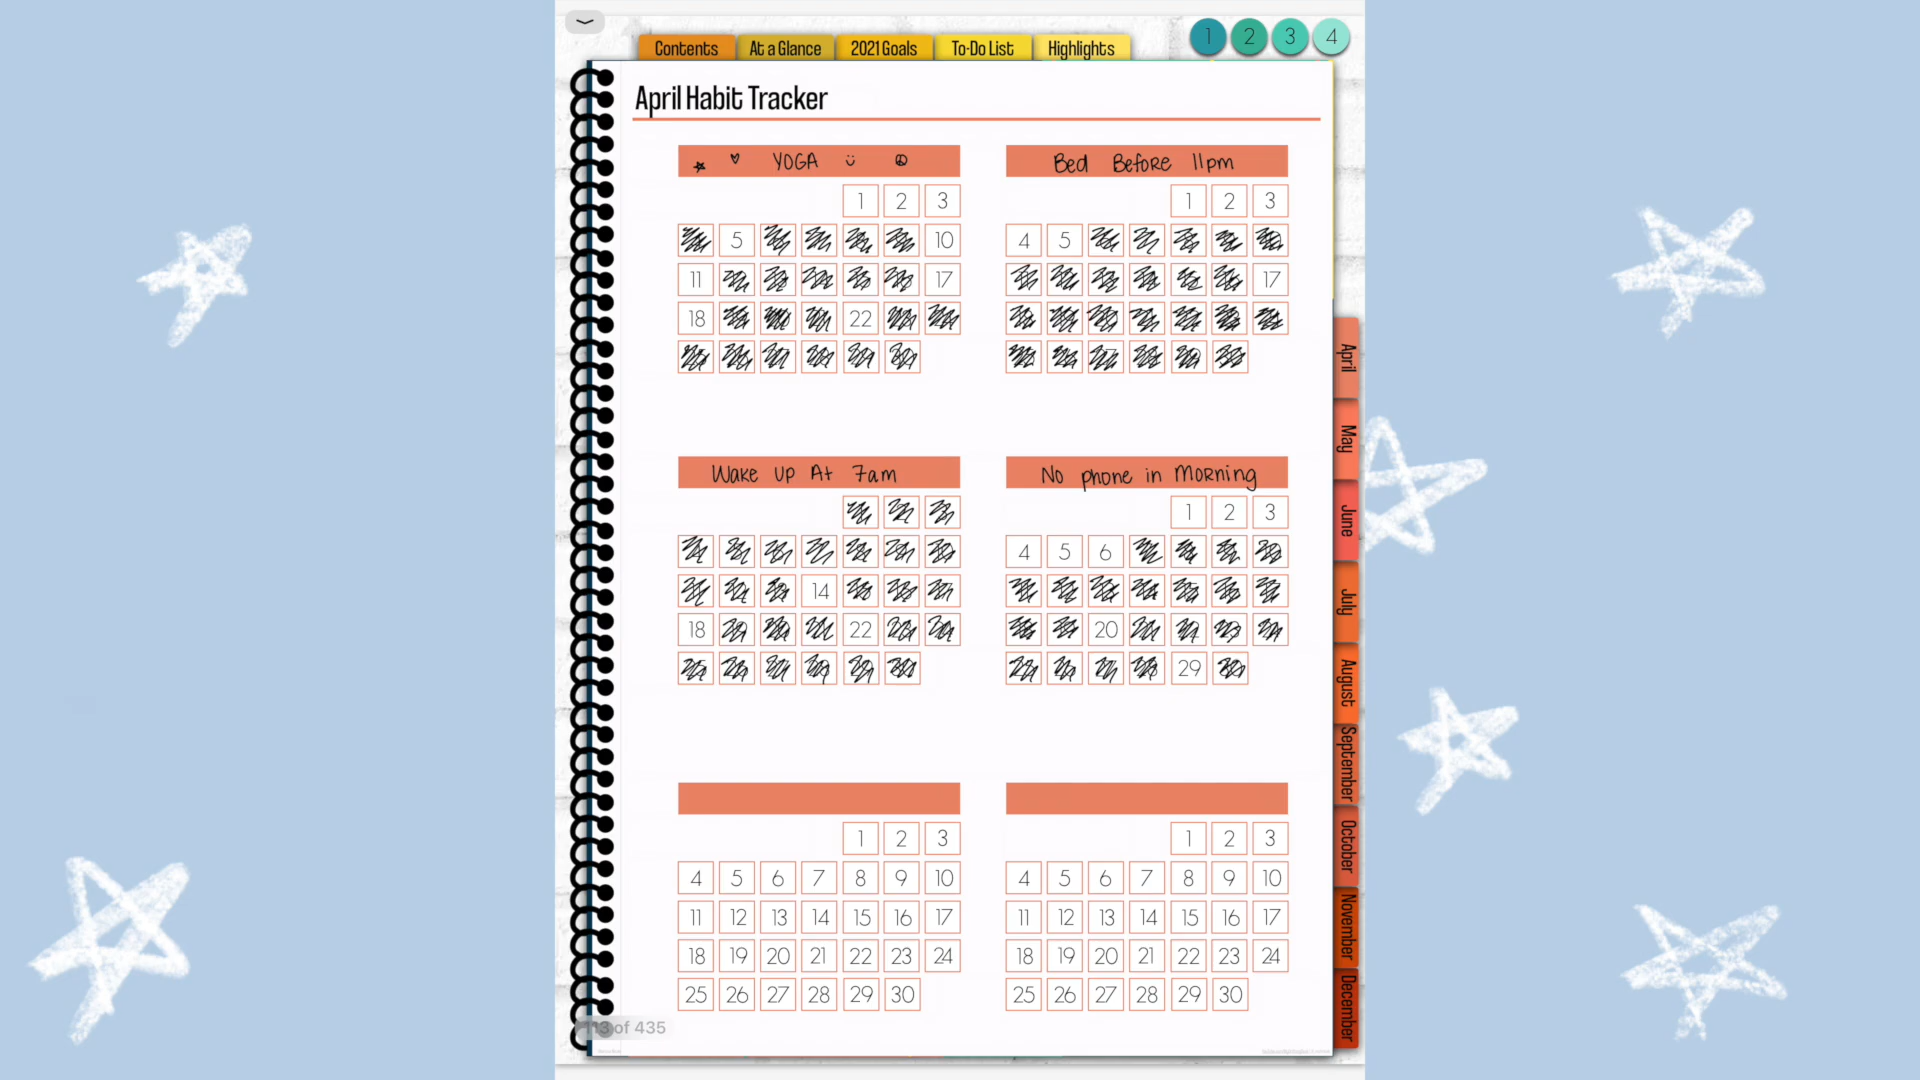 Contents At a Glance 2021 Goals To-Do List Highlights 1 2 3 4
April Habit Tracker
YOGA
1 2 3
5 10
11 17
18 22
Bed Before 11pm
1 2 3
4 5
17
Wake up At 7am
14
18 22
No phone in Morning
1 2 3
4 5 6
20
29
1 2 3
4 5 6 7 8 9 10
11 12 13 14 15 16 17
18 19 20 21 22 23 24
25 26 27 28 29 30
1 2 3
4 5 6 7 8 9 10
11 12 13 14 15 16 17
18 19 20 21 22 23 24
25 26 27 28 29 30
April
May
June
July
August
September
October
November
December
113 of 435